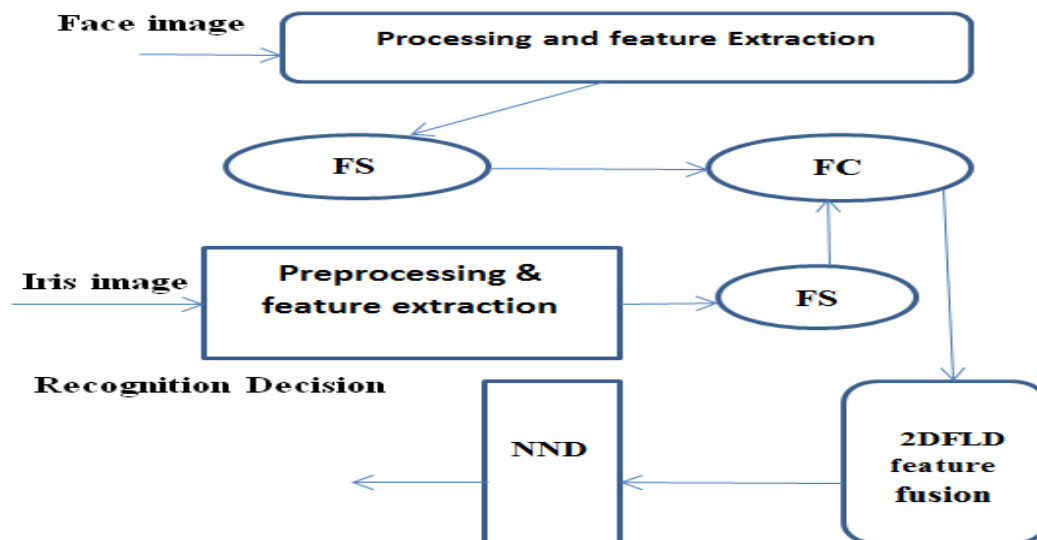 Face image
Processing and feature Extraction
FS
FC
Iris image
Preprocessing &
feature extraction
FS
Recognition Decision
NND
2DFLD
feature
fusion